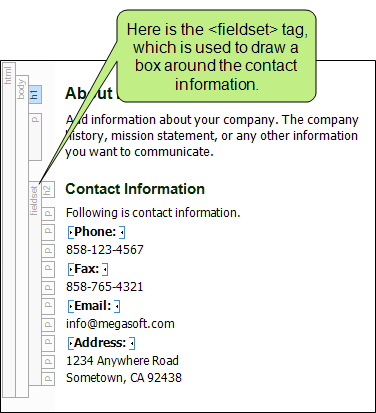 Here is the <fieldset> tag,
which is used to draw a
box around the contact
information.
html
body
h1
About
p
Add information about your company. The company
history, mission statement, or any other information
you want to communicate.
fieldset
h2
Contact Information
p
Following is contact information.
p
Phone:
p
858-123-4567
p
Fax:
p
858-765-4321
p
Email:
p
info@megasoft.com
p
Address:
p
1234 Anywhere Road
p
Sometown, CA 92438